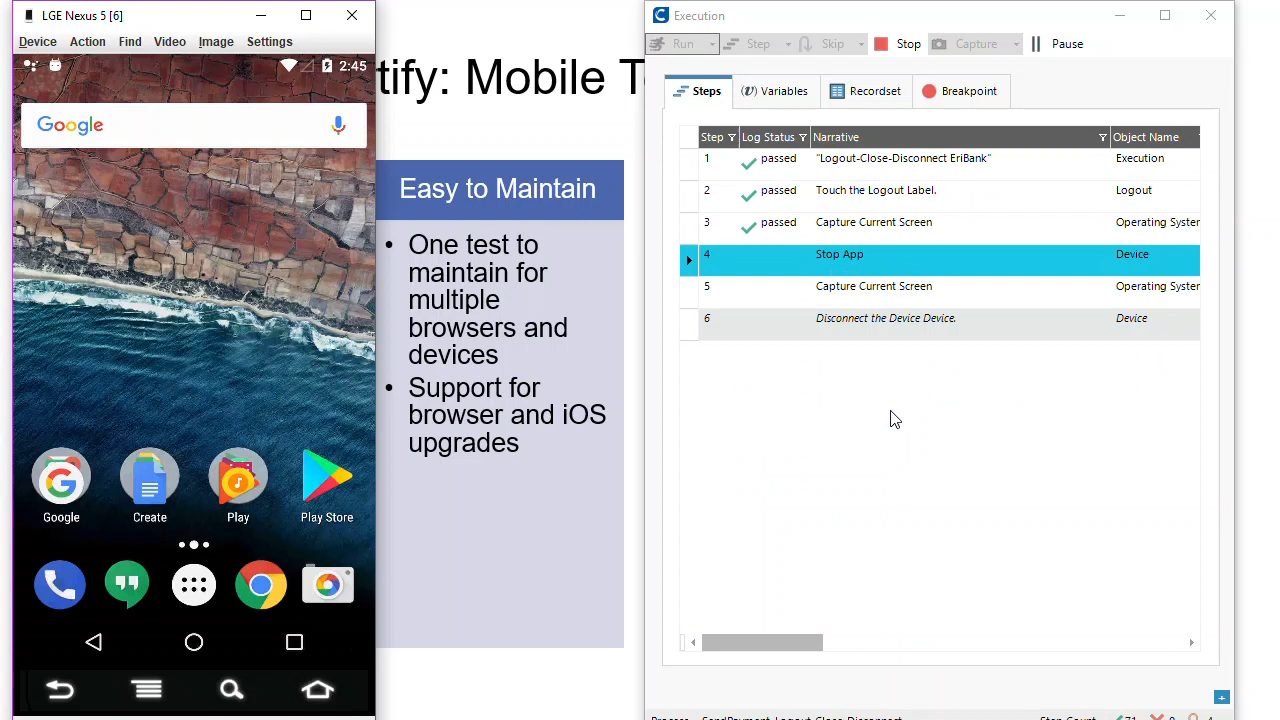 LGE Nexus 5 [6]
Device Action Find Video Image Settings
2:45
Google
Google Create Play Play Store
tify: Mobile T
Easy to Maintain
• One test to
maintain for
multiple
browsers and
devices
• Support for
browser and iOS
upgrades
Execution
Run Step Skip Stop Capture Pause
Steps Variables Recordset Breakpoint
Step Log Status Narrative Object Name
1 passed "Logout-Close-Disconnect EriBank" Execution
2 passed Touch the Logout Label. Logout
3 passed Capture Current Screen Operating System
4 Stop App Device
5 Capture Current Screen Operating System
6 Disconnect the Device Device. Device